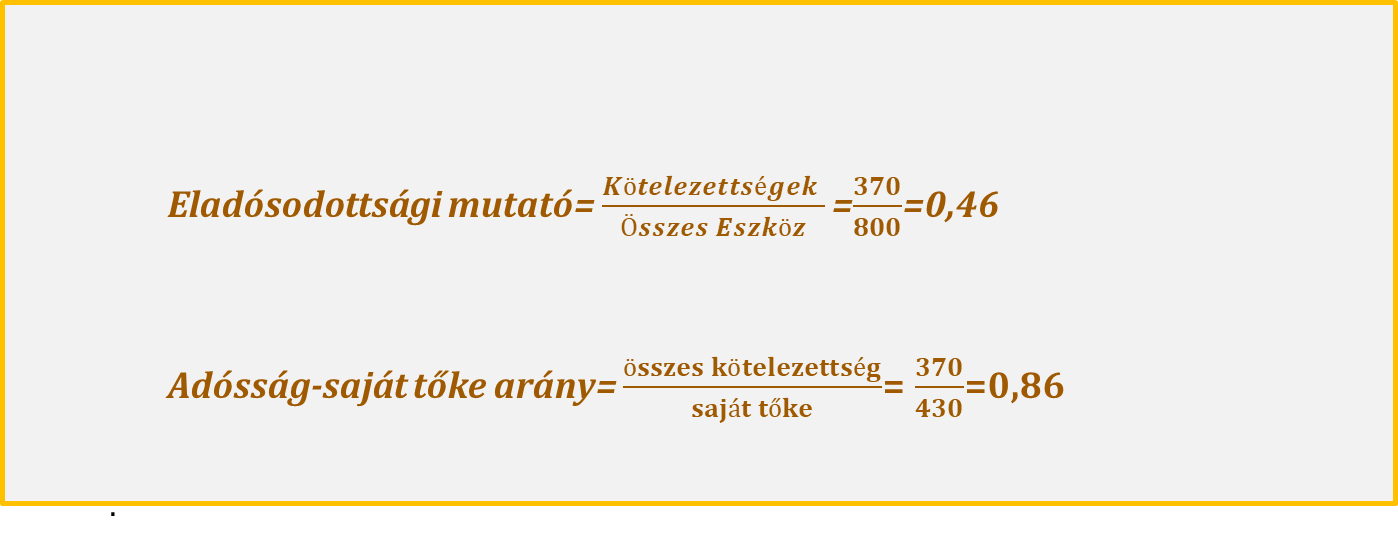 Eladósodottsági mutató= Kötelezettségek / Összes Eszköz =370/800=0,46
Adósság-saját tőke arány= összes kötelezettség / saját tőke = 370/430=0,86
.